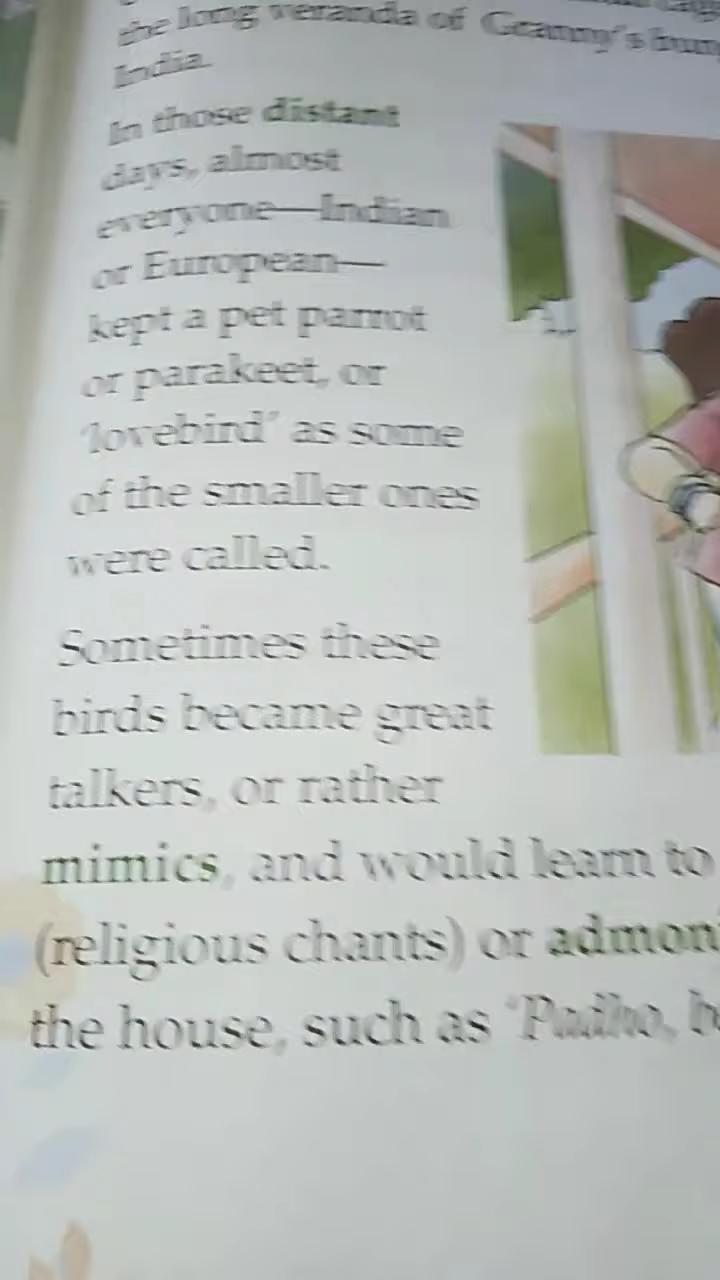 the long veranda of Granny's
India.
In those distant
days, almost
everyone—Indian
or European—
kept a pet parrot
or parakeet, or
'lovebird' as some
of the smaller ones
were called.
Sometimes these
birds became great
talkers, or rather
mimics, and would learn to
(religious chants) or
the house, such as 'Padho,